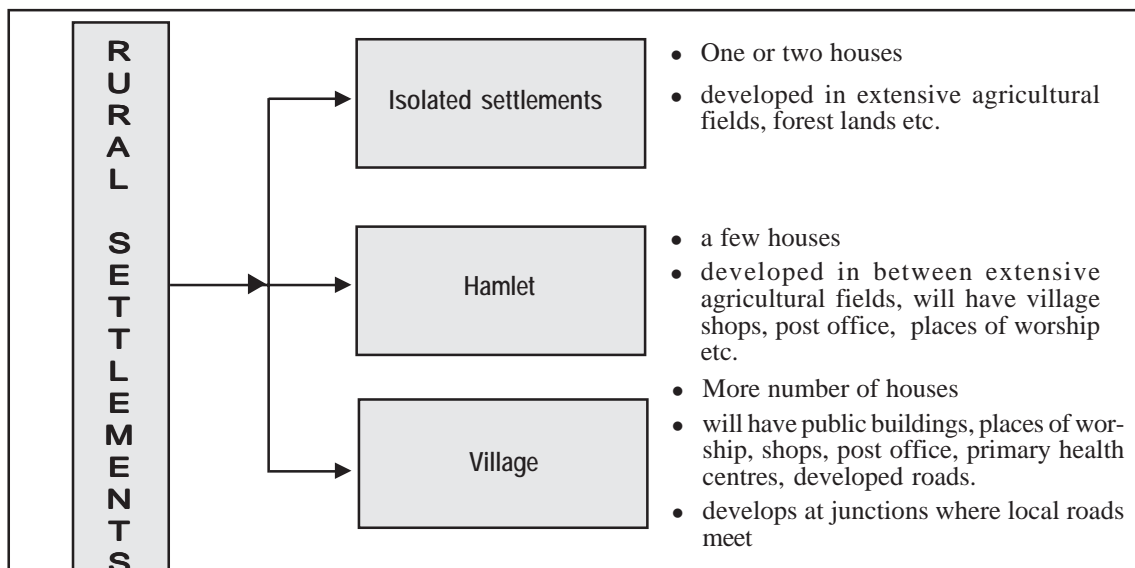 RURAL SETTLEMENTS
Isolated settlements
• One or two houses
• developed in extensive agricultural
fields, forest lands etc.
Hamlet
• a few houses
• developed in between extensive
agricultural fields, will have village
shops, post office, places of worship
etc.
Village
• More number of houses
• will have public buildings, places of wor-
ship, shops, post office, primary health
centres, developed roads.
• develops at junctions where local roads
meet